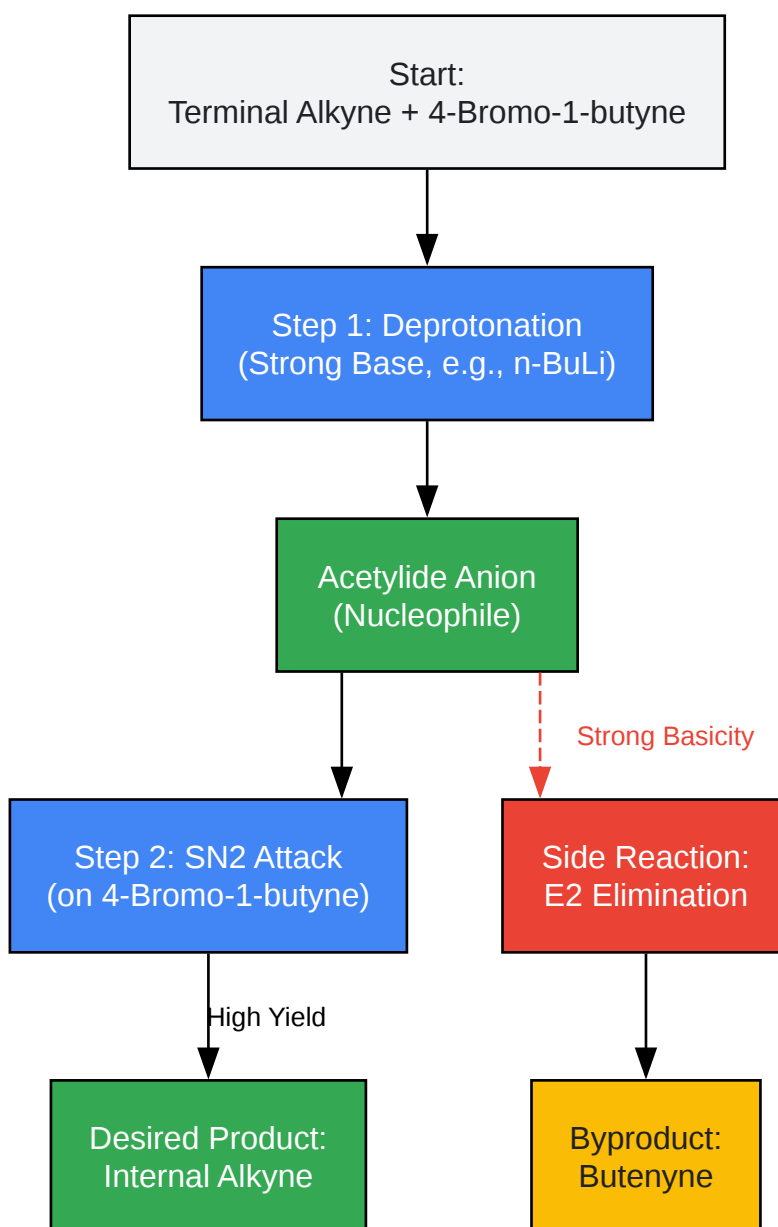 Start:
Terminal Alkyne + 4-Bromo-1-butyne
Step 1: Deprotonation
(Strong Base, e.g., n-BuLi)
Acetylide Anion
(Nucleophile)
Strong Basicity
Step 2: SN2 Attack
(on 4-Bromo-1-butyne)
Side Reaction:
E2 Elimination
High Yield
Desired Product:
Internal Alkyne
Byproduct:
Butenyne